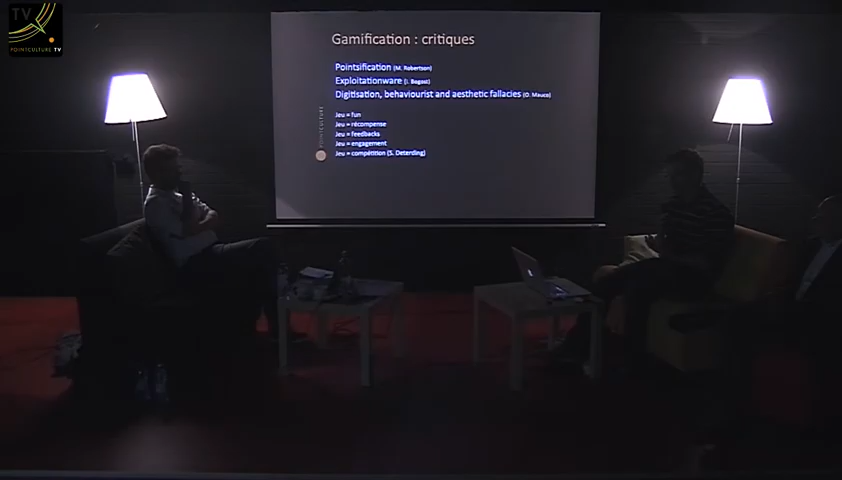 TV
POINTCULTURE TV
Gamification : critiques
Pointsification (M. Robertson)
Exploitationware (I. Bogost)
Digitisation, behaviourist and aesthetic fallacies (O. Mauco)
Jeu = fun
Jeu = récompense
Jeu = feedbacks
Jeu = engagement
Jeu = compétition (S. Deterding)
POINTCULTURE